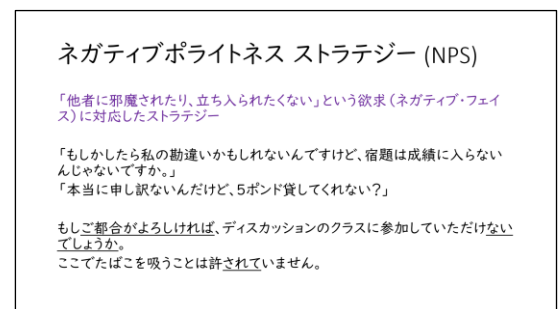 ネガティブポライトネス ストラテジー (NPS)
「他者に邪魔されたり、立ち入られたくない」という欲求（ネガティブ・フェイ
ス）に対応したストラテジー
「もしかしたら私の勘違いかもしれないんですけど、宿題は成績に入らない
んじゃないですか。」
「本当に申し訳ないんだけど、5ポンド貸してくれない？」
もしご都合がよろしければ、ディスカッションのクラスに参加していただけない
でしょうか。
ここでたばこを吸うことは許されていません。